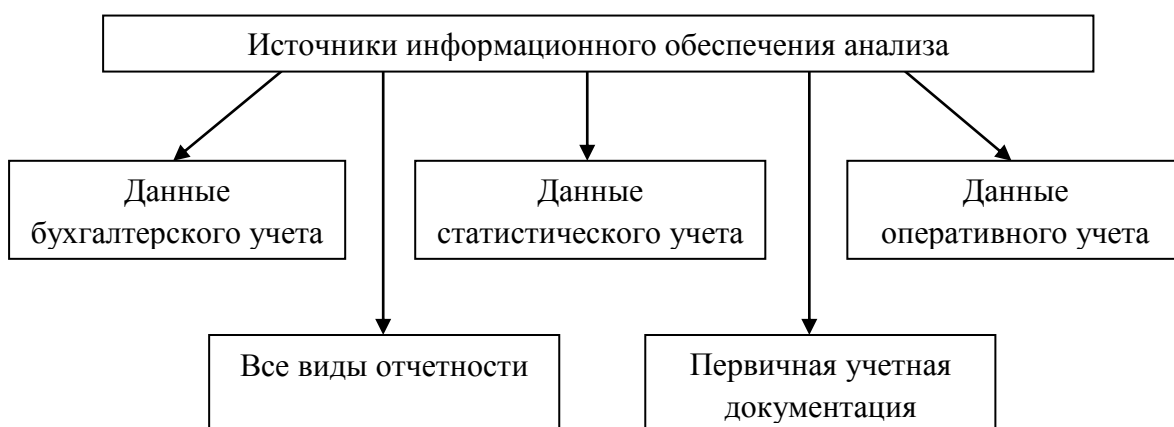 Источники информационного обеспечения анализа
Данные
бухгалтерского учета
Данные
статистического учета
Данные
оперативного учета
Все виды отчетности
Первичная учетная
документация